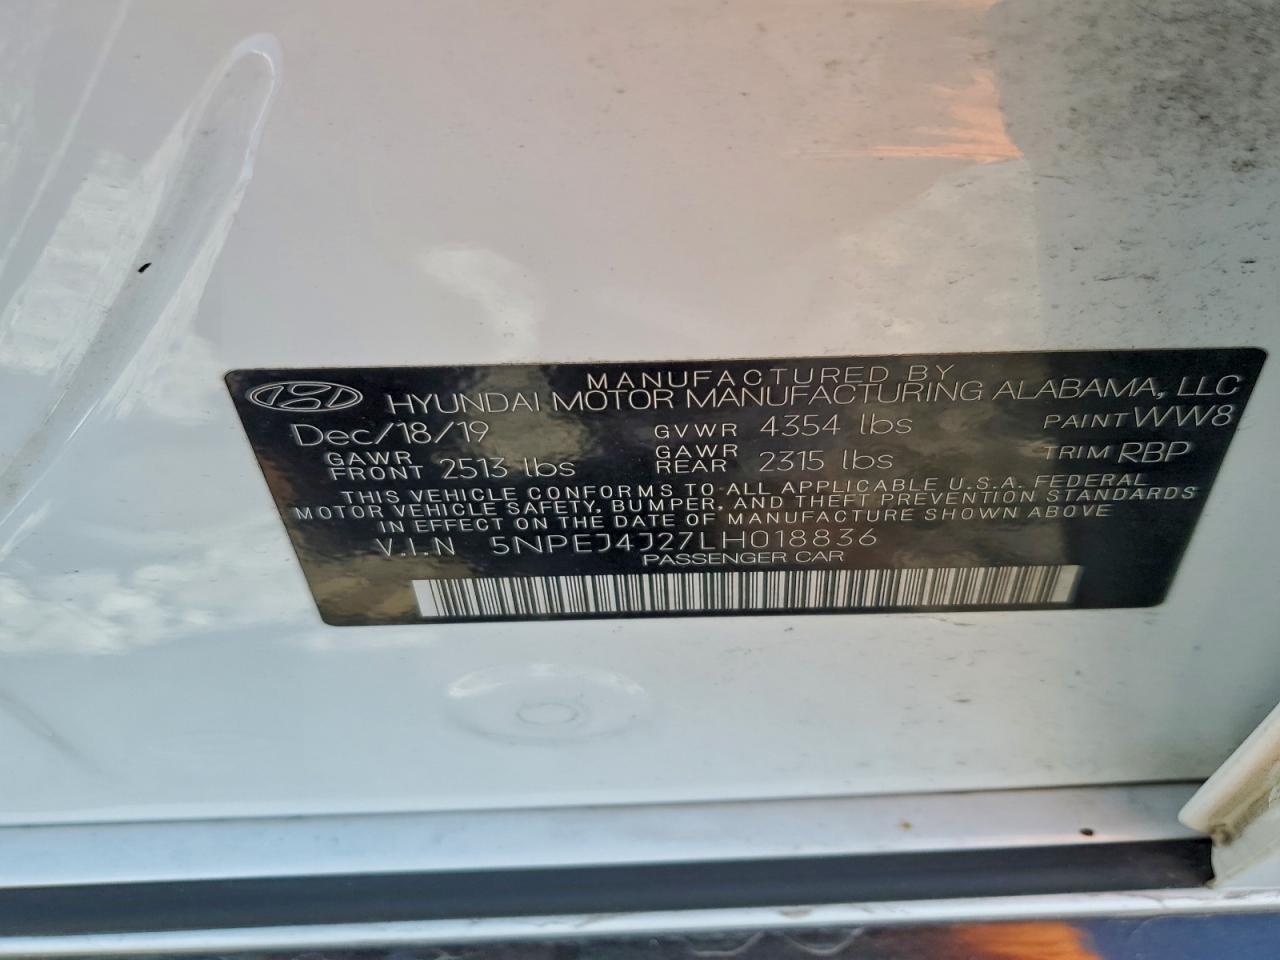 MANUFACTURED BY
HYUNDAI MOTOR MANUFACTURING ALABAMA, LLC
Dec/18/19 GVWR 4354 lbs PAINT WW8
GAWR FRONT 2513 lbs GAWR REAR 2315 lbs TRIM RBP
THIS VEHICLE CONFORMS TO ALL APPLICABLE U.S.A. FEDERAL
MOTOR VEHICLE SAFETY, BUMPER, AND THEFT PREVENTION STANDARDS
IN EFFECT ON THE DATE OF MANUFACTURE SHOWN ABOVE
V.I.N 5NPEJ4J27LH018836
PASSENGER CAR